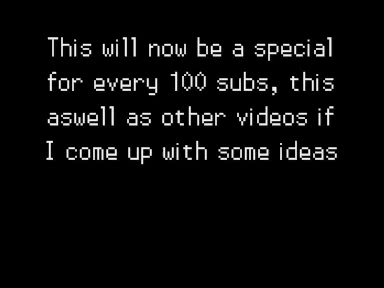 This will now be a special
for every 100 subs, this
aswell as other videos if
I come up with some ideas